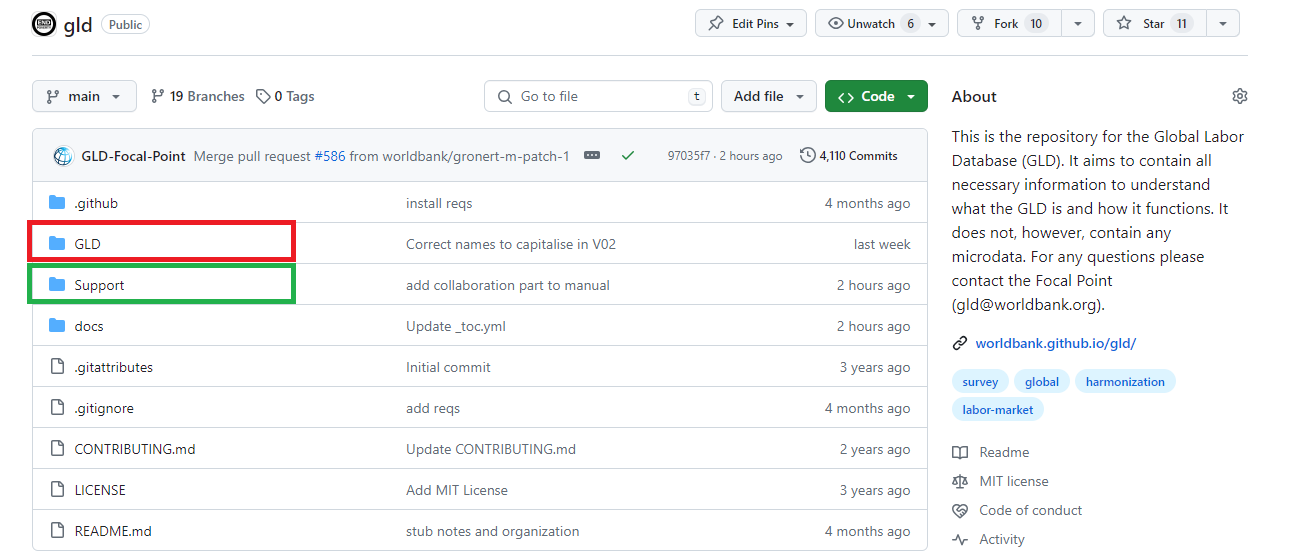 gld Public
Edit Pins
Unwatch 6
Fork 10
Star 11
main
19 Branches
0 Tags
Go to file t
Add file
Code
GLD-Focal-Point Merge pull request #586 from worldbank/gronert-m-patch-1 97035f7 · 2 hours ago 4,110 Commits
.github install reqs 4 months ago
GLD Correct names to capitalise in V02 last week
Support add collaboration part to manual 2 hours ago
docs Update _toc.yml 2 hours ago
.gitattributes Initial commit 3 years ago
.gitignore add reqs 4 months ago
CONTRIBUTING.md Update CONTRIBUTING.md 2 years ago
LICENSE Add MIT License 3 years ago
README.md stub notes and organization 4 months ago
About
This is the repository for the Global Labor
Database (GLD). It aims to contain all
necessary information to understand
what the GLD is and how it functions. It
does not, however, contain any
microdata. For any questions please
contact the Focal Point
(gld@worldbank.org).
worldbank.github.io/gld/
survey global harmonization
labor-market
Readme
MIT license
Code of conduct
Activity